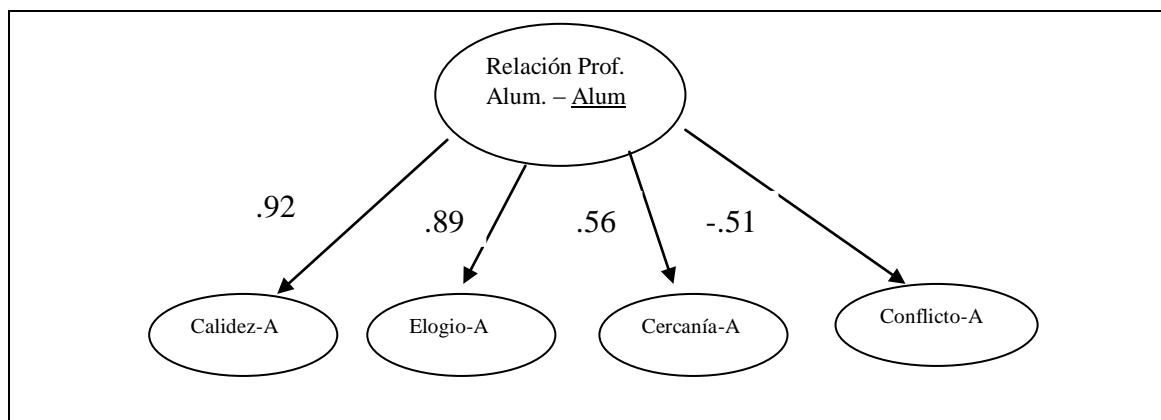 Relación Prof.
Alum. – Alum
.92
.89
.56
-.51
Calidez-A
Elogio-A
Cercanía-A
Conflicto-A